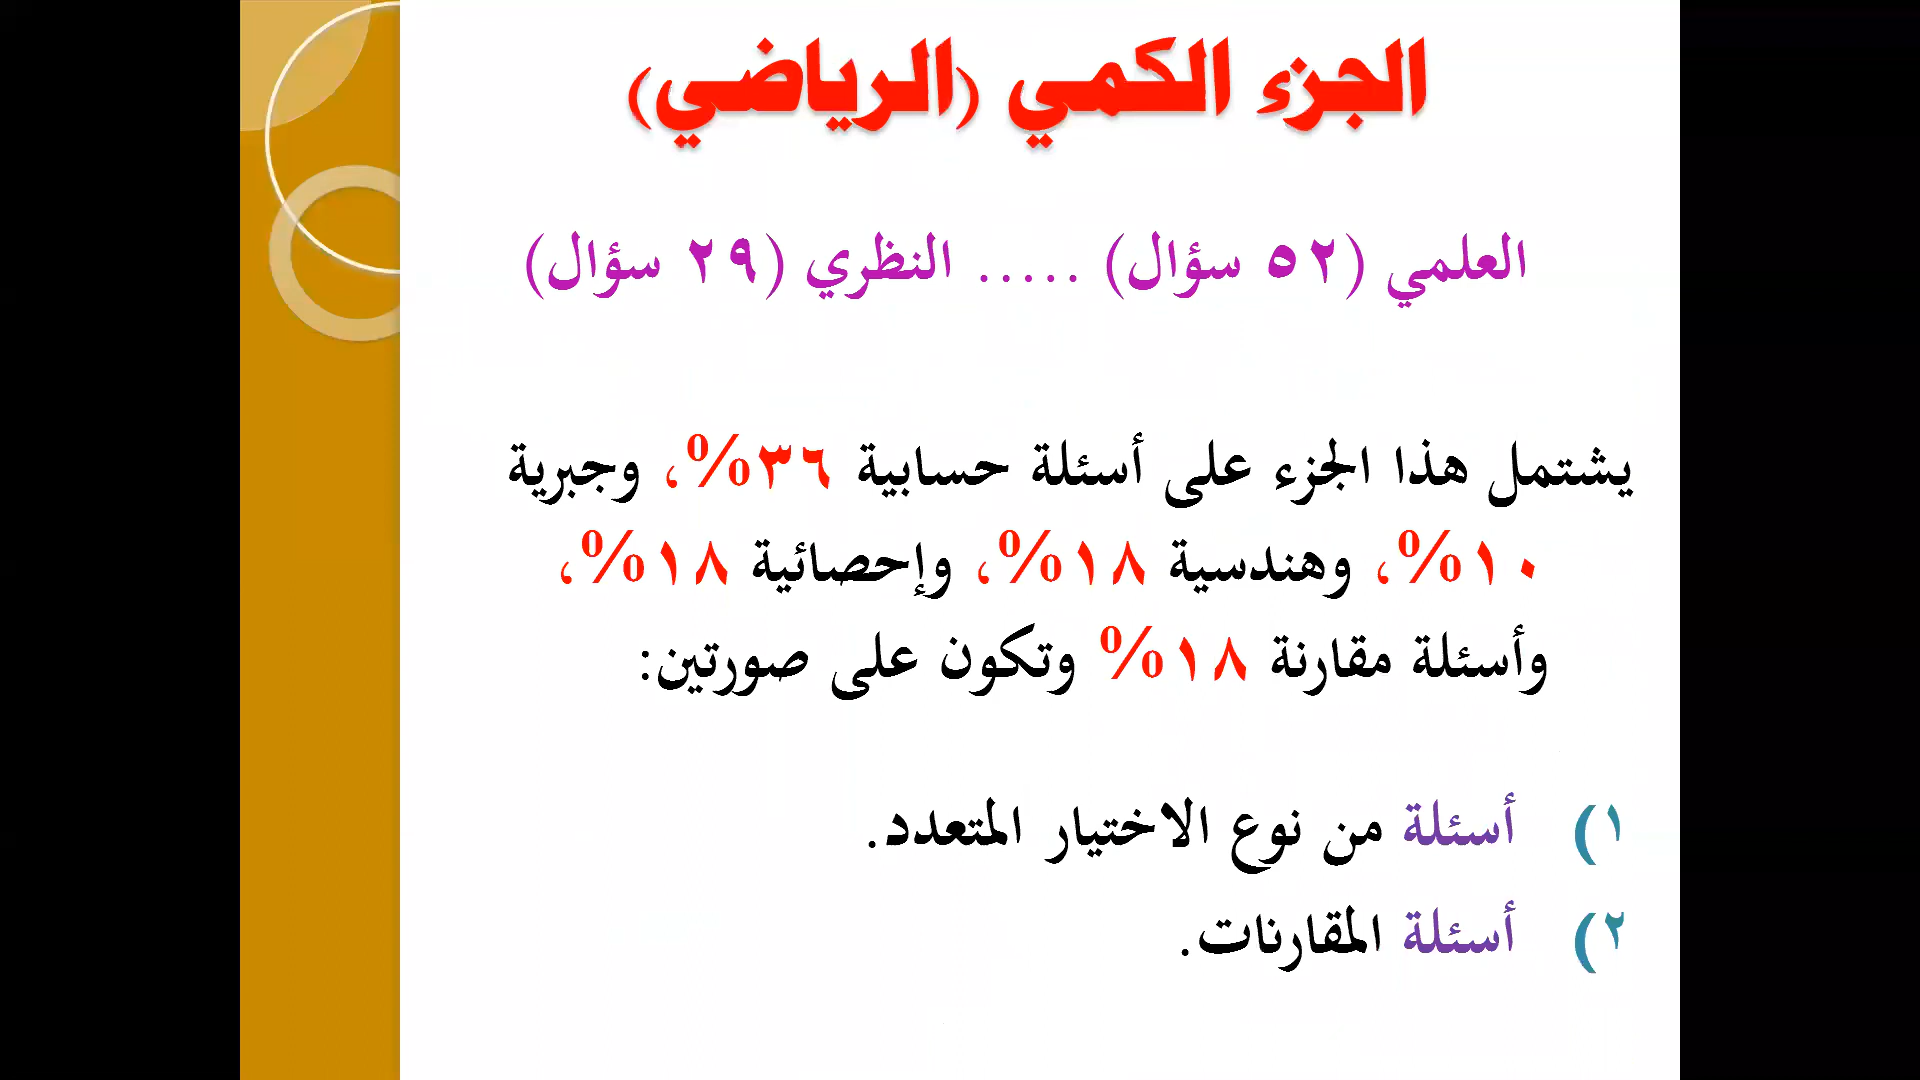 الجزء الكمي (الرياضي)
العلمي (٥٢ سؤال) ..... النظري (٢٩ سؤال)
يشتمل هذا الجزء على أسئلة حسابية ٣٦%، وجبرية
١٠%، وهندسية ١٨%، وإحصائية ١٨%،
وأسئلة مقارنة ١٨% وتكون على صورتين:
١) أسئلة من نوع الاختيار المتعدد.
٢) أسئلة المقارنات.